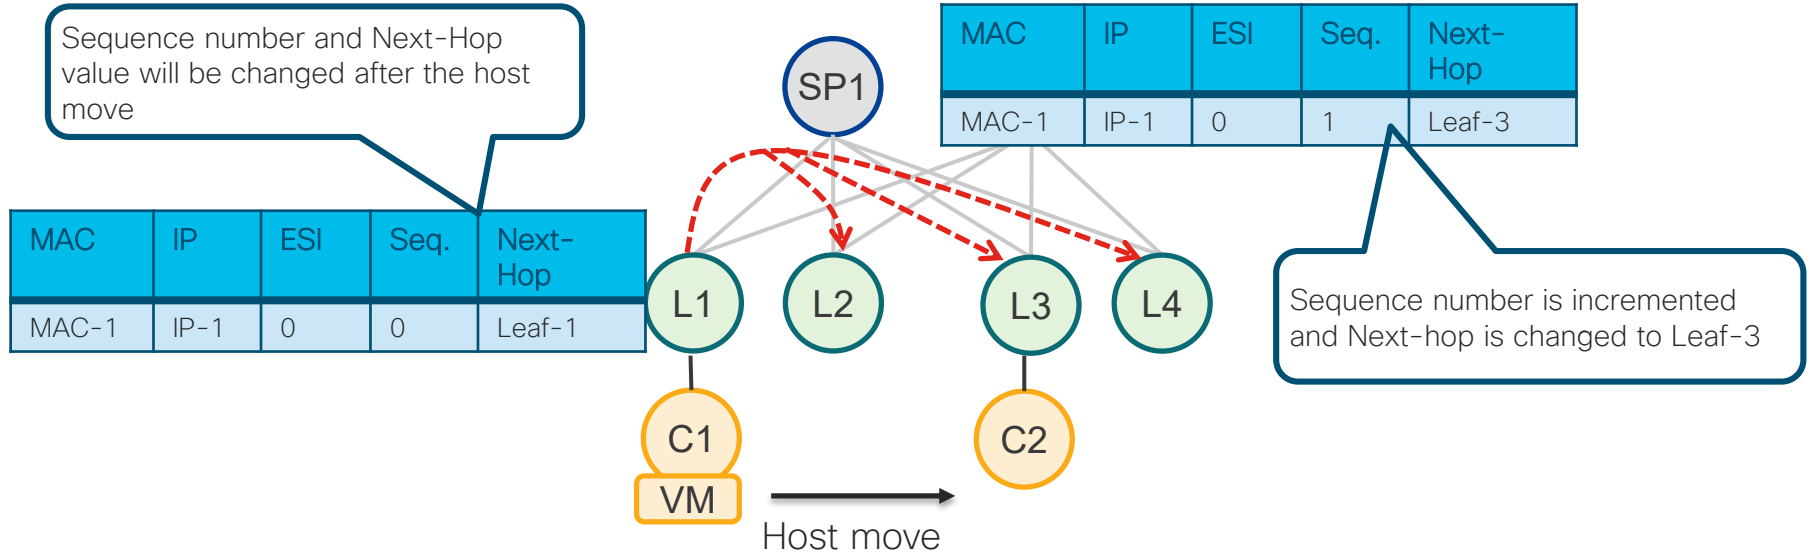 Sequence number and Next-Hop
value will be changed after the host
move
SP1
MAC IP ESI Seq. Next-
Hop
MAC-1 IP-1 0 1 Leaf-3
MAC IP ESI Seq. Next-
Hop
MAC-1 IP-1 0 0 Leaf-1
L1 L2 L3 L4
Sequence number is incremented
and Next-hop is changed to Leaf-3
C1 C2
VM
Host move